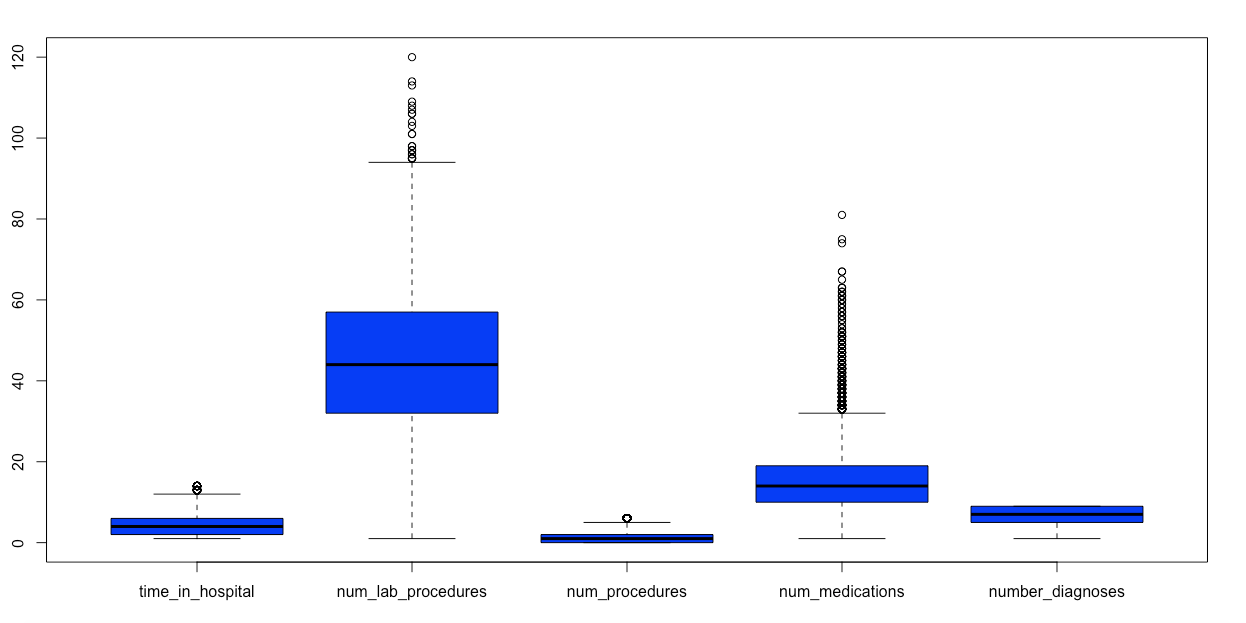 120
100
80
60
40
20
0
time_in_hospital
num_lab_procedures
num_procedures
num_medications
number_diagnoses